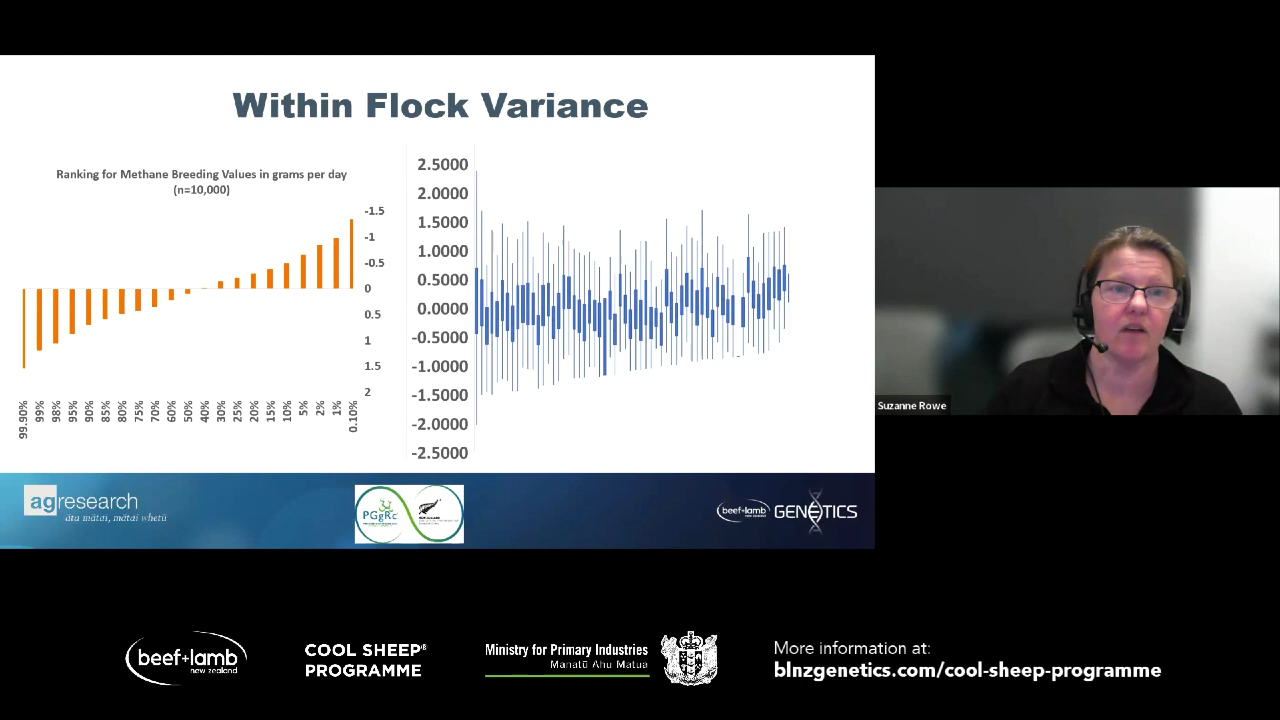 Within Flock Variance
Ranking for Methane Breeding Values in grams per day
(n=10,000)
-1.5
-1
-0.5
0
0.5
1
1.5
2
99.90%
99%
98%
95%
90%
85%
80%
75%
70%
60%
50%
40%
30%
25%
20%
15%
10%
5%
2%
1%
0.10%
2.5000
2.0000
1.5000
1.0000
0.5000
0.0000
-0.5000
-1.0000
-1.5000
-2.0000
-2.5000
Suzanne Rowe
agresearch
āta mātai, mātai whetū
PGgRc
beef+lamb
GENETICS
beef+lamb
new zealand
COOL SHEEP®
PROGRAMME
Ministry for Primary Industries
Manatū Ahu Matua
More information at:
blnzgenetics.com/cool-sheep-programme